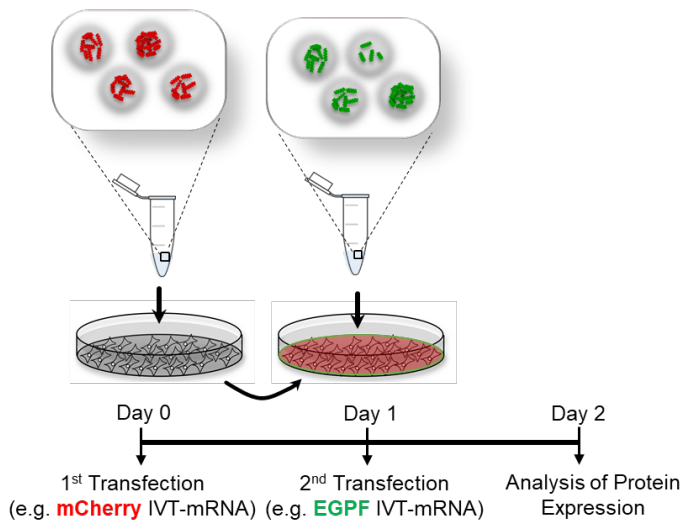 Day 0
Day 1
Day 2
1st Transfection
(e.g. mCherry IVT-mRNA)
2nd Transfection
(e.g. EGPF IVT-mRNA)
Analysis of Protein
Expression